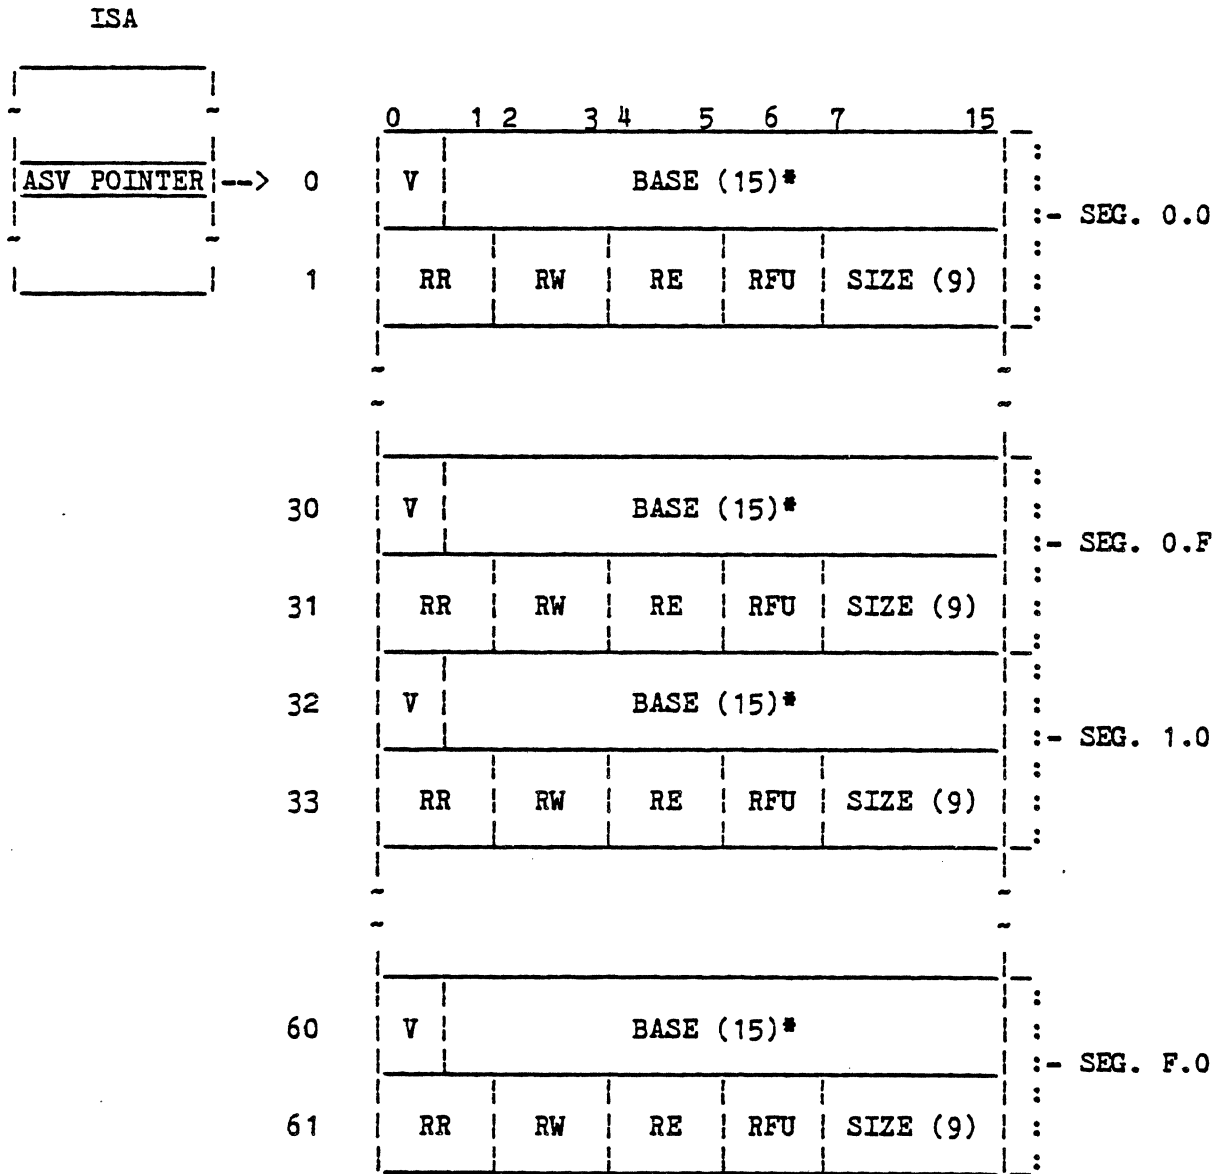 ISA
0 1 2 3 4 5 6 7 15
ASV POINTER --> 0 V BASE (15)*
:- SEG. 0.0
1 RR RW RE RFU SIZE (9)
30 V BASE (15)*
:- SEG. 0.F
31 RR RW RE RFU SIZE (9)
32 V BASE (15)*
:- SEG. 1.0
33 RR RW RE RFU SIZE (9)
60 V BASE (15)*
:- SEG. F.0
61 RR RW RE RFU SIZE (9)